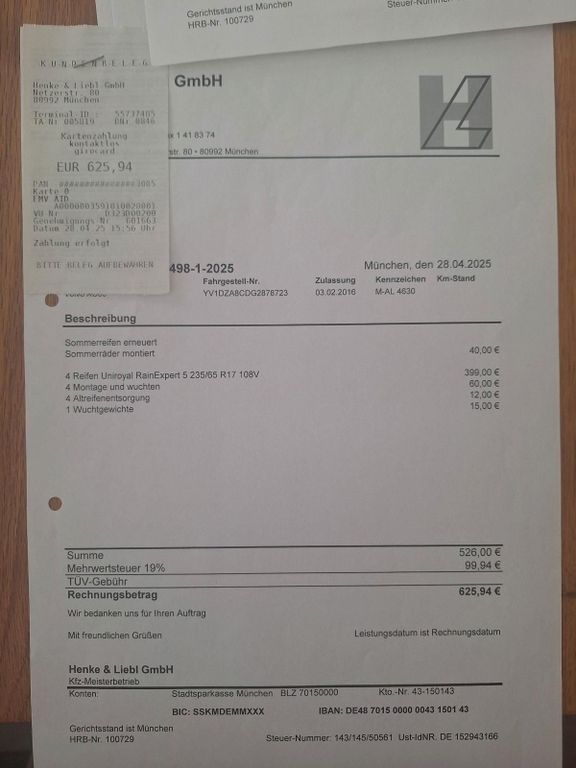 Gerichtsstand ist München
HRB-Nr. 100729
KUNDENBELEG
Henke & Liebl GmbH
Netzerstr. 80
80992 München
Terminal-ID : 55737485
TA-Nr 005819 BNr 0846
Kartenzahlung
kontaktlos
girocard
EUR 625,94
PAN ###############3005
Karte 0
EMV AID
A0000003591010028001
VU-Nr
Genehmigungs-Nr 601663
Datum 28.04.25 15:56 Uhr
Zahlung erfolgt
BITTE BELEG AUFBEWAHREN
GmbH
1 41 83 74
str. 80 • 80992 München
498-1-2025
München, den 28.04.2025
Fahrgestell-Nr. Zulassung Kennzeichen Km-Stand
YV1DZA8CDG2878723 03.02.2016 M-AL 4630
Beschreibung
Sommerreifen erneuert
Sommerräder montiert 40,00 €
4 Reifen Uniroyal RainExpert 5 235/65 R17 108V 399,00 €
4 Montage und wuchten 60,00 €
4 Altreifenentsorgung 12,00 €
1 Wuchtgewichte 15,00 €
Summe 526,00 €
Mehrwertsteuer 19% 99,94 €
TÜV-Gebühr
Rechnungsbetrag 625,94 €
Wir bedanken uns für Ihren Auftrag
Mit freundlichen Grüßen Leistungsdatum ist Rechnungsdatum
Henke & Liebl GmbH
Kfz-Meisterbetrieb
Konten: Stadtsparkasse München BLZ 70150000 Kto.-Nr. 43-150143
BIC: SSKMDEMMXXX IBAN: DE48 7015 0000 0043 1501 43
Gerichtsstand ist München
HRB-Nr. 100729 Steuer-Nummer: 143/145/50561 Ust-IdNR. DE 152943166